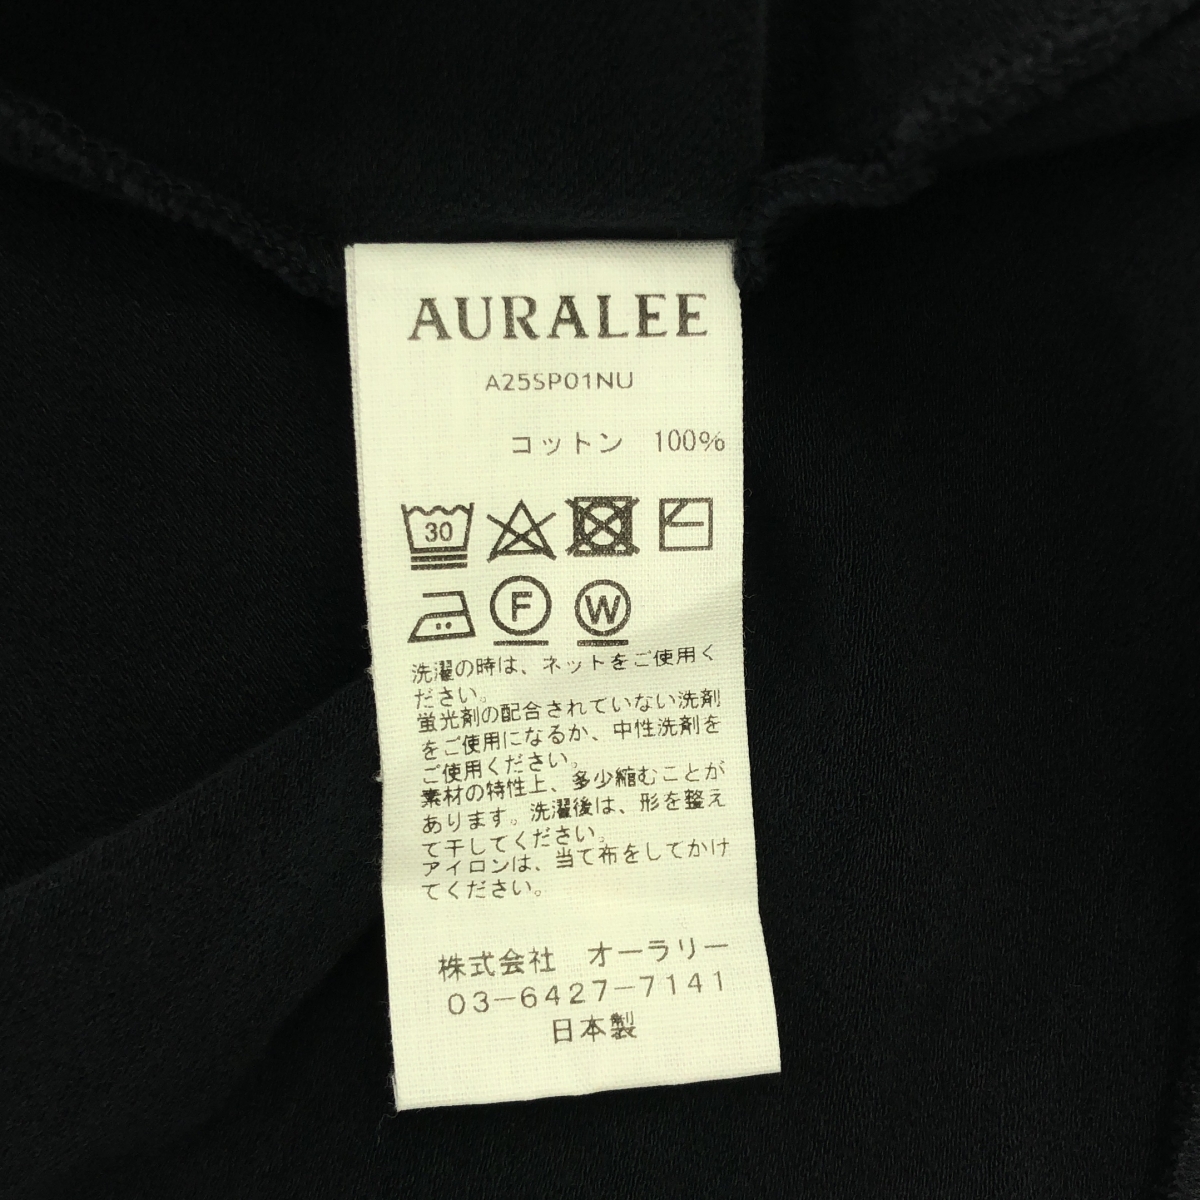 AURALEE
A25SP01NU
コットン 100%
30
F W
洗濯の時は、ネットをご使用く
ださい。
蛍光剤の配合されていない洗剤
をご使用になるか、中性洗剤を
ご使用ください。
素材の特性上、多少縮むことが
あります。洗濯後は、形を整え
て干してください。
アイロンは、当て布をしてかけ
てください。
株式会社 オーラリー
03-6427-7141
日本製